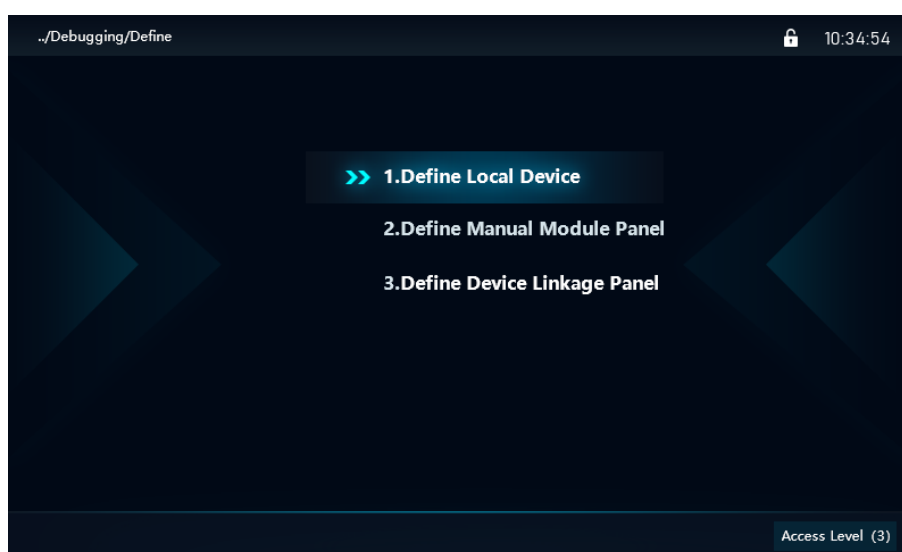 ../Debugging/Define
10:34:54
1.Define Local Device
2.Define Manual Module Panel
3.Define Device Linkage Panel
Access Level (3)